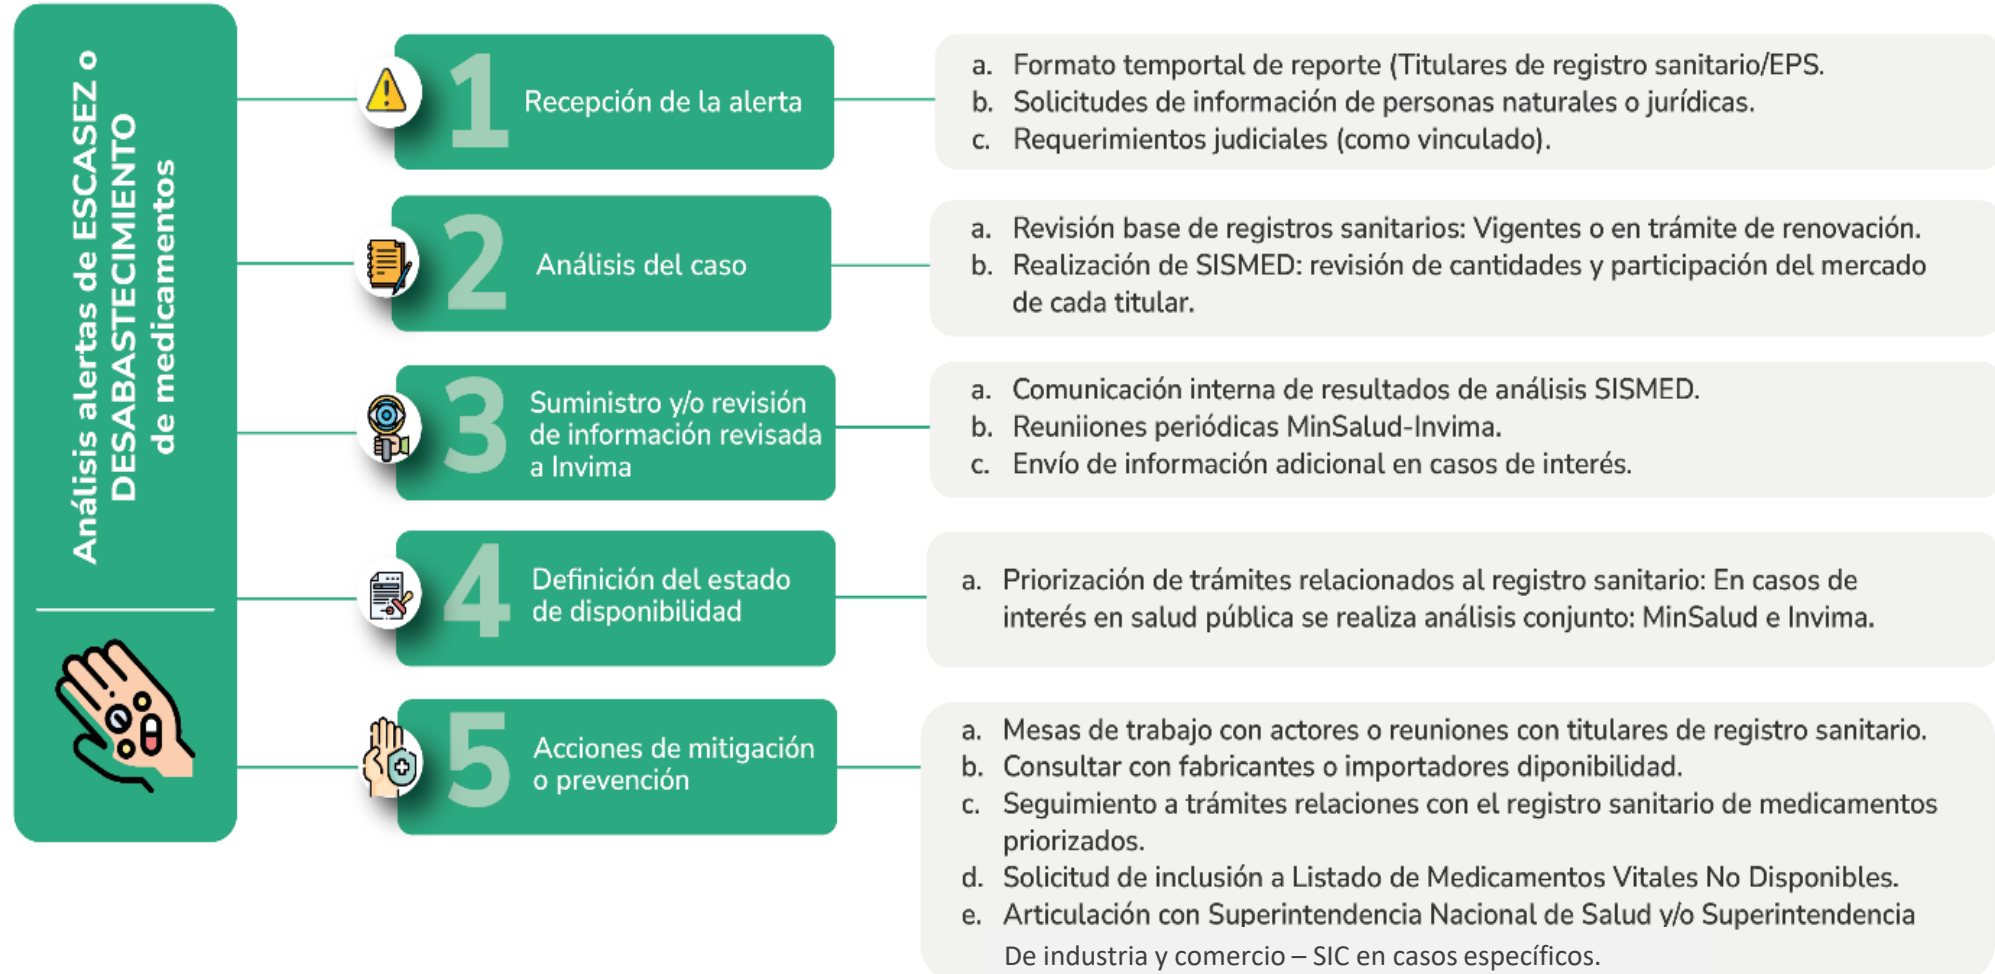 Análisis alertas de ESCASEZ o
DESABASTECIMIENTO
de medicamentos
1
Recepción de la alerta
a. Formato temportal de reporte (Titulares de registro sanitario/EPS.
b. Solicitudes de información de personas naturales o jurídicas.
c. Requerimientos judiciales (como vinculado).
2
Análisis del caso
a. Revisión base de registros sanitarios: Vigentes o en trámite de renovación.
b. Realización de SISMED: revisión de cantidades y participación del mercado
de cada titular.
3
Suministro y/o revisión
de información revisada
a Invima
a. Comunicación interna de resultados de análisis SISMED.
b. Reuniiones periódicas MinSalud-Invima.
c. Envío de información adicional en casos de interés.
4
Definición del estado
de disponibilidad
a. Priorización de trámites relacionados al registro sanitario: En casos de
interés en salud pública se realiza análisis conjunto: MinSalud e Invima.
5
Acciones de mitigación
o prevención
a. Mesas de trabajo con actores o reuniones con titulares de registro sanitario.
b. Consultar con fabricantes o importadores diponibilidad.
c. Seguimiento a trámites relaciones con el registro sanitario de medicamentos
priorizados.
d. Solicitud de inclusión a Listado de Medicamentos Vitales No Disponibles.
e. Articulación con Superintendencia Nacional de Salud y/o Superintendencia
De industria y comercio – SIC en casos específicos.